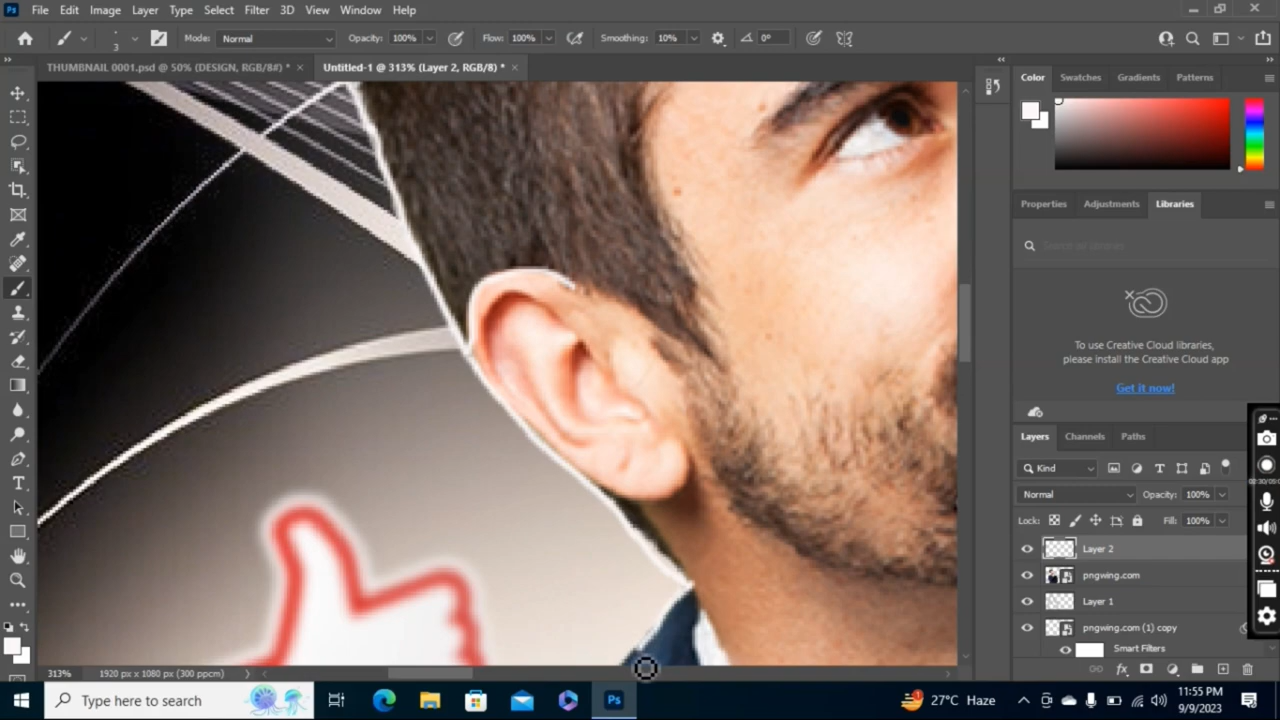 Ps File Edit Image Layer Type Select Filter 3D View Window Help
3 Mode: Normal Opacity: 100% Flow: 100% Smoothing: 10% 0°
THUMBNAIL 0001.psd @ 50% (DESIGN, RGB/8#) * × Untitled-1 @ 313% (Layer 2, RGB/8) * ×
Color Swatches Gradients Patterns
Properties Adjustments Libraries
To use Creative Cloud libraries,
please install the Creative Cloud app
Get it now!
Layers Channels Paths
Kind
Normal Opacity: 100%
Lock: Fill: 100%
Layer 2
pngwing.com
Layer 1
pngwing.com (1) copy
Smart Filters
313% 1920 px x 1080 px (300 ppcm)
Type here to search
Ps
27°C Haze
11:55 PM
9/9/2023